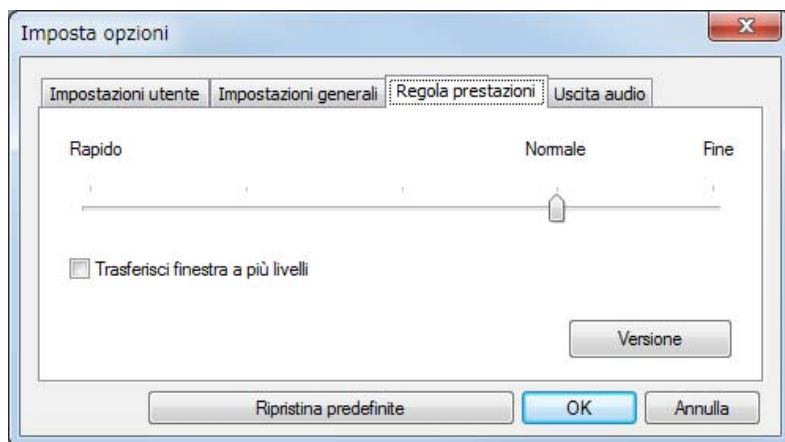 Imposta opzioni
Impostazioni utente Impostazioni generali Regola prestazioni Uscita audio
Rapido Normale Fine
Trasferisci finestra a più livelli
Versione
Ripristina predefinite OK Annulla